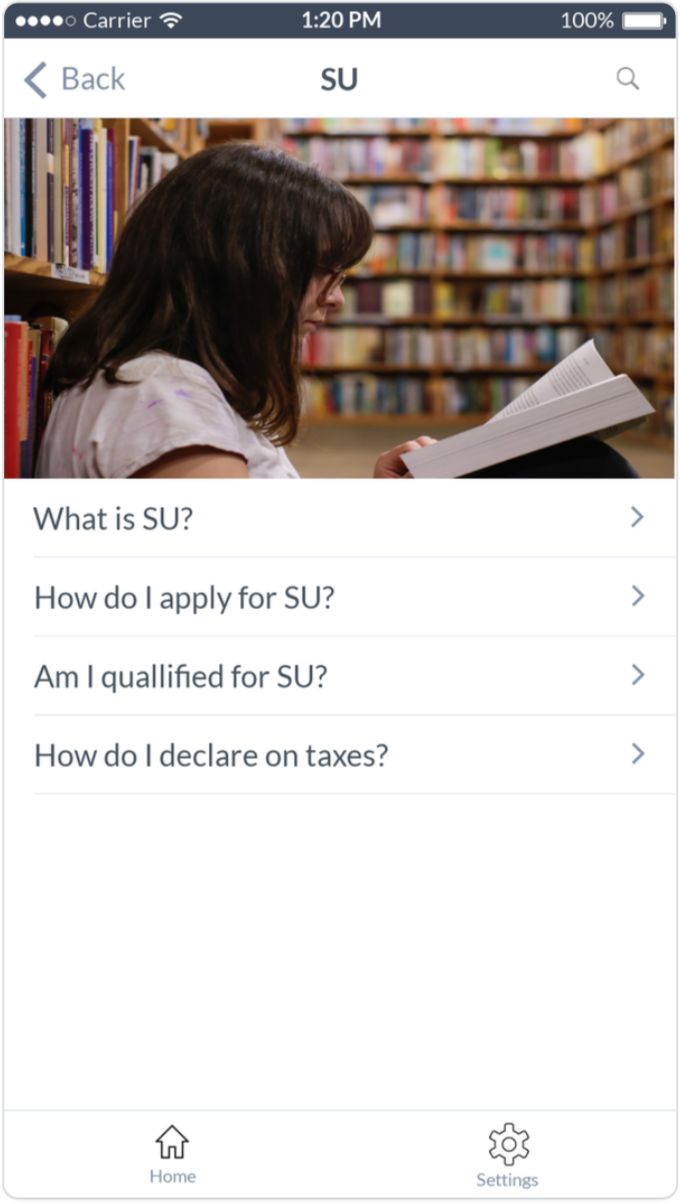 Carrier 1:20 PM 100%
Back SU
What is SU?
How do I apply for SU?
Am I quallified for SU?
How do I declare on taxes?
Home Settings